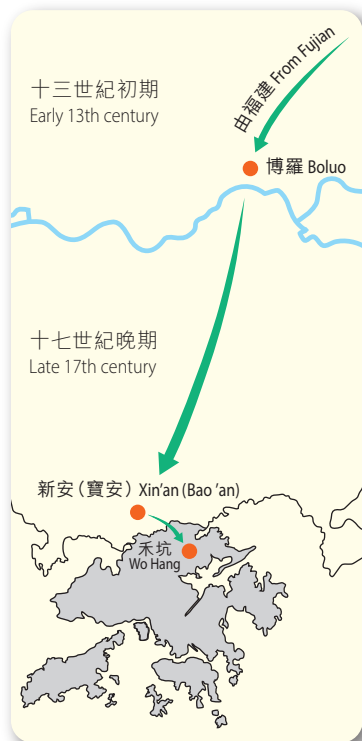 十三世紀初期
Early 13th century
由福建 From Fujian
博羅 Boluo
十七世紀晚期
Late 17th century
新安（寶安）Xin'an (Bao 'an)
禾坑
Wo Hang